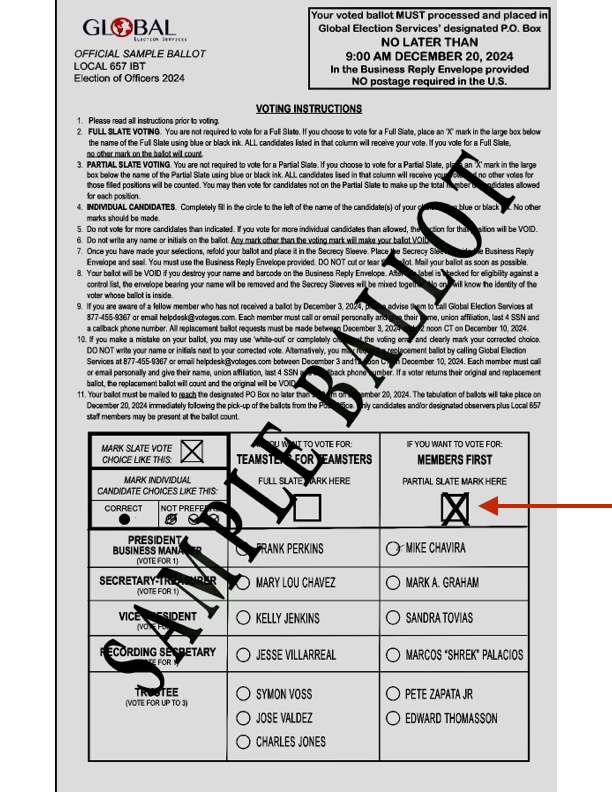 GLOBAL
ELECTION SERVICES
OFFICIAL SAMPLE BALLOT
LOCAL 657 IBT
Election of Officers 2024
Your voted ballot MUST processed and placed in
Global Election Services' designated P.O. Box
NO LATER THAN
9:00 AM DECEMBER 20, 2024
In the Business Reply Envelope provided
NO postage required in the U.S.
VOTING INSTRUCTIONS
1. Please read all instructions prior to voting.
2. FULL SLATE VOTING. You are not required to vote for a Full Slate. If you choose to vote for a Full Slate, place an 'X' mark in the large box below
the name of the Full Slate using blue or black ink. ALL candidates listed in that column will receive your vote. If you vote for a Full Slate,
no other mark on the ballot will count.
3. PARTIAL SLATE VOTING. You are not required to vote for a Partial Slate. If you choose to vote for a Partial Slate, place an 'X' mark in the large
box below the name of the Partial Slate using blue or black ink. ALL candidates lised in that column will receive your vote and no other votes for
those filled positions will be counted. You may then vote for candidates not on the Partial Slate to make up the total number of candidates allowed
for each position.
4. INDIVIDUAL CANDIDATES. Completely fill in the circle to the left of the name of the candidate(s) of your choice using blue or black ink. No other
marks should be made.
5. Do not vote for more candidates than indicated. If you vote for more individual candidates than allowed, the section for that position will be VOID.
6. Do not write any name or initials on the ballot. Any mark other than the voting mark will make your ballot VOID.
7. Once you have made your selections, refold your ballot and place it in the Secrecy Sleeve. Place the Secrecy Sleeve inside the Business Reply
Envelope and seal. You must use the Business Reply Envelope provided. DO NOT cut or tear the ballot. Mail your ballot as soon as possible.
8. Your ballot will be VOID if you destroy your name and barcode on the Business Reply Envelope. After the label is checked for eligibility against a
control list, the envelope bearing your name will be removed and the Secrecy Sleeves will be mixed together. No one will know the identity of the
voter whose ballot is inside.
9. If you are aware of a fellow member who has not received a ballot by December 3, 2024, please advise them to call Global Election Services at
877-455-9367 or email helpdesk@voteges.com. Each member must call or email personally and give their name, union affiliation, last 4 SSN and
a callback phone number. All replacement ballot requests must be made between December 3, 2024 and 12 noon CT on December 10, 2024.
10. If you make a mistake on your ballot, you may use 'white-out' or completely cross out the voting error and clearly mark your corrected choice.
DO NOT write your name or initials next to your corrected vote. Alternatively, you may request a replacement ballot by calling Global Election
Services at 877-455-9367 or email helpdesk@voteges.com between December 3 and 12 noon CT on December 10, 2024. Each member must call
or email personally and give their name, union affiliation, last 4 SSN and a callback phone number. If a voter returns their original and replacement
ballot, the replacement ballot will count and the original will be VOID.
11. Your ballot must be mailed to reach the designated PO Box no later than 9:00 am on December 20, 2024. The tabulation of ballots will take place on
December 20, 2024 immediately following the pick-up of the ballots from the Post Office. Only candidates and/or designated observers plus Local 657
staff members may be present at the ballot count.
MARK SLATE VOTE
CHOICE LIKE THIS:
MARK INDIVIDUAL
CANDIDATE CHOICES LIKE THIS:
CORRECT
NOT PREFERRED
IF YOU WANT TO VOTE FOR:
TEAMSTERS FOR TEAMSTERS
FULL SLATE MARK HERE
IF YOU WANT TO VOTE FOR:
MEMBERS FIRST
PARTIAL SLATE MARK HERE
PRESIDENT
BUSINESS MANAGER
(VOTE FOR 1)
FRANK PERKINS
MIKE CHAVIRA
SECRETARY-TREASURER
(VOTE FOR 1)
MARY LOU CHAVEZ
MARK A. GRAHAM
VICE PRESIDENT
(VOTE FOR 1)
KELLY JENKINS
SANDRA TOVIAS
RECORDING SECRETARY
(VOTE FOR 1)
JESSE VILLARREAL
MARCOS "SHREK" PALACIOS
TRUSTEE
(VOTE FOR UP TO 3)
SYMON VOSS
PETE ZAPATA JR
JOSE VALDEZ
EDWARD THOMASSON
CHARLES JONES
SAMPLE BALLOT